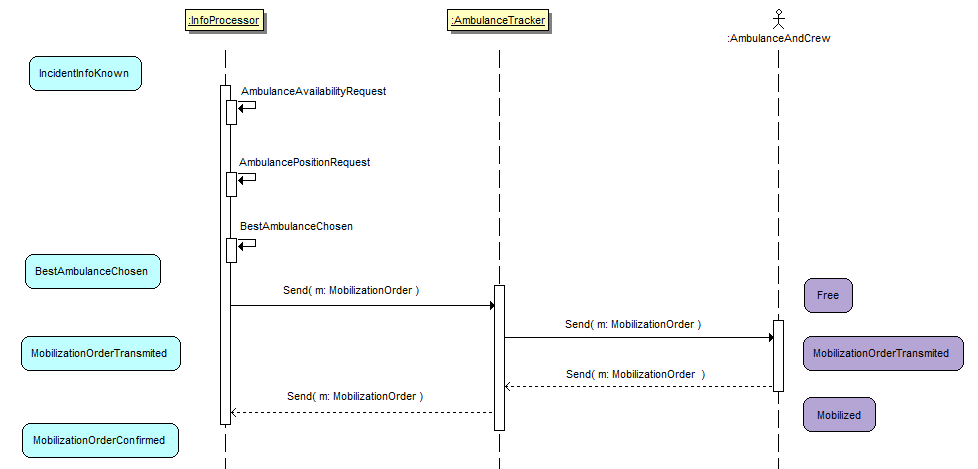 :InfoProcessor
:AmbulanceTracker
:AmbulanceAndCrew
IncidentInfoKnown
AmbulanceAvailabilityRequest
AmbulancePositionRequest
BestAmbulanceChosen
BestAmbulanceChosen
Send( m: MobilizationOrder )
Free
Send( m: MobilizationOrder )
MobilizationOrderTransmited
MobilizationOrderTransmited
Send( m: MobilizationOrder )
Send( m: MobilizationOrder )
Mobilized
MobilizationOrderConfirmed